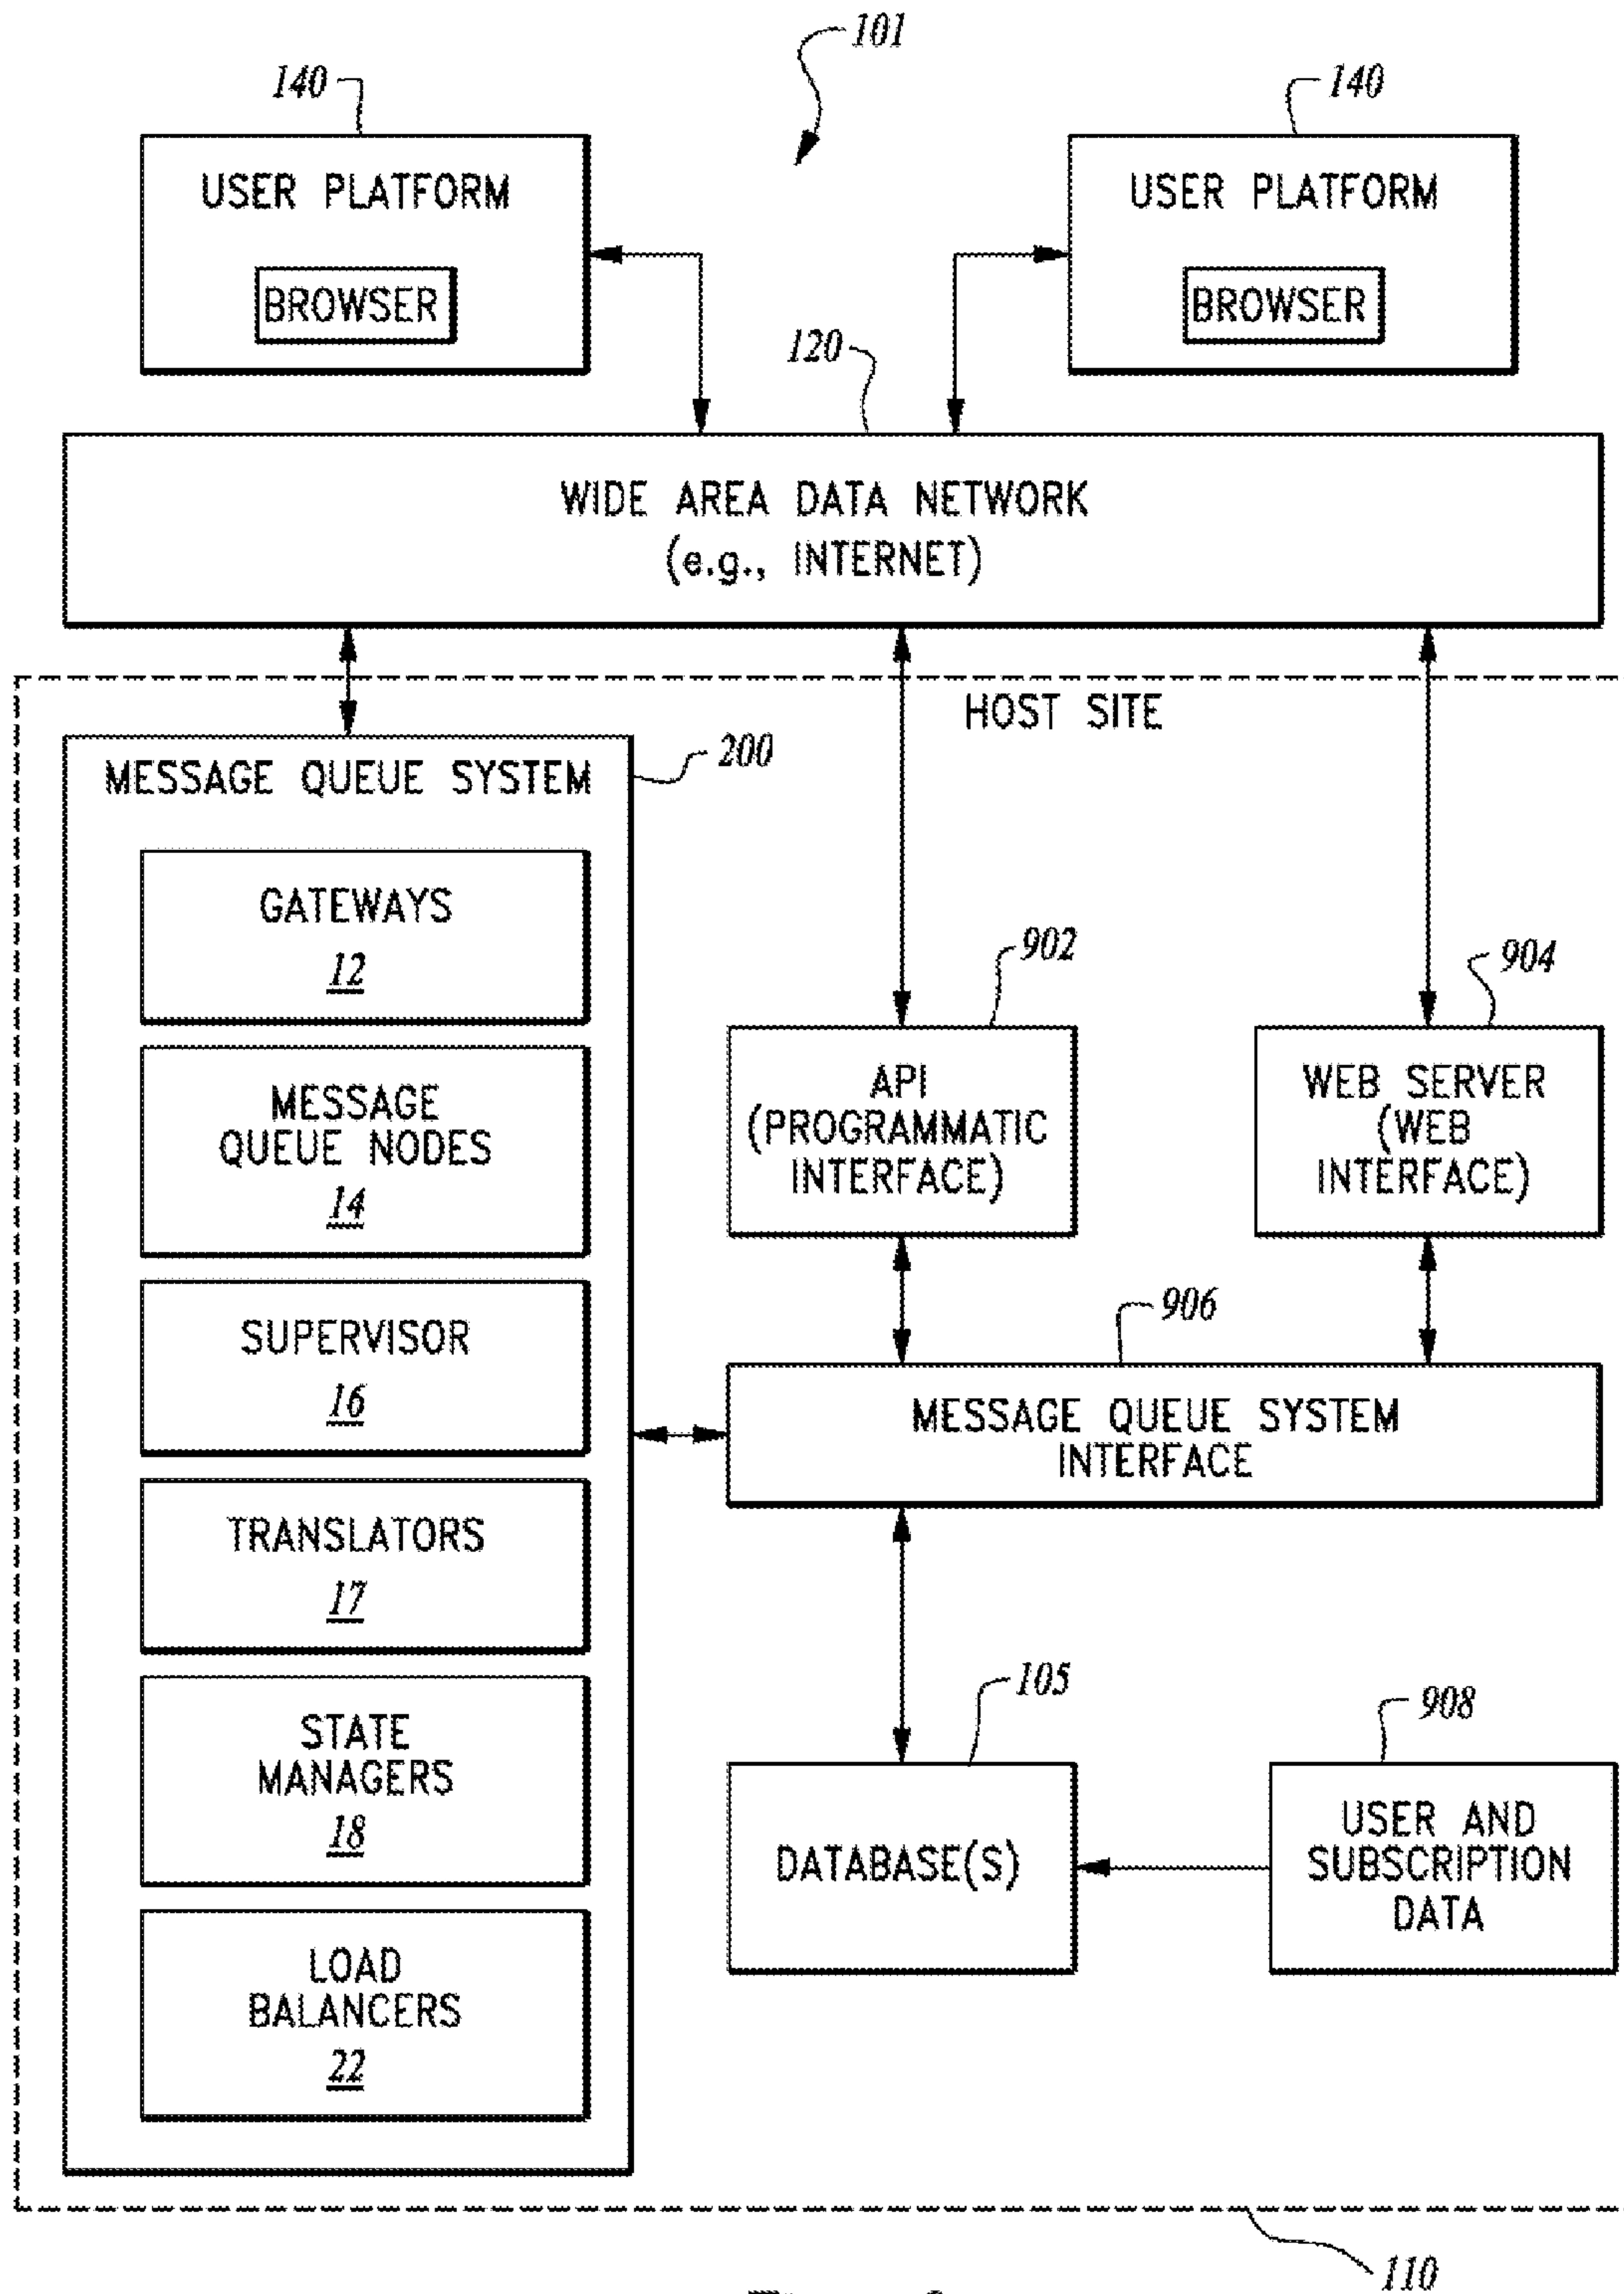 101
140
140
USER PLATFORM
USER PLATFORM
BROWSER
BROWSER
120
WIDE AREA DATA NETWORK
(e.g., INTERNET)
HOST SITE
200
MESSAGE QUEUE SYSTEM
GATEWAYS
12
MESSAGE
QUEUE NODES
14
SUPERVISOR
16
TRANSLATORS
17
STATE
MANAGERS
18
LOAD
BALANCERS
22
902
API
(PROGRAMMATIC
INTERFACE)
904
WEB SERVER
(WEB
INTERFACE)
906
MESSAGE QUEUE SYSTEM
INTERFACE
105
DATABASE(S)
908
USER AND
SUBSCRIPTION
DATA
110